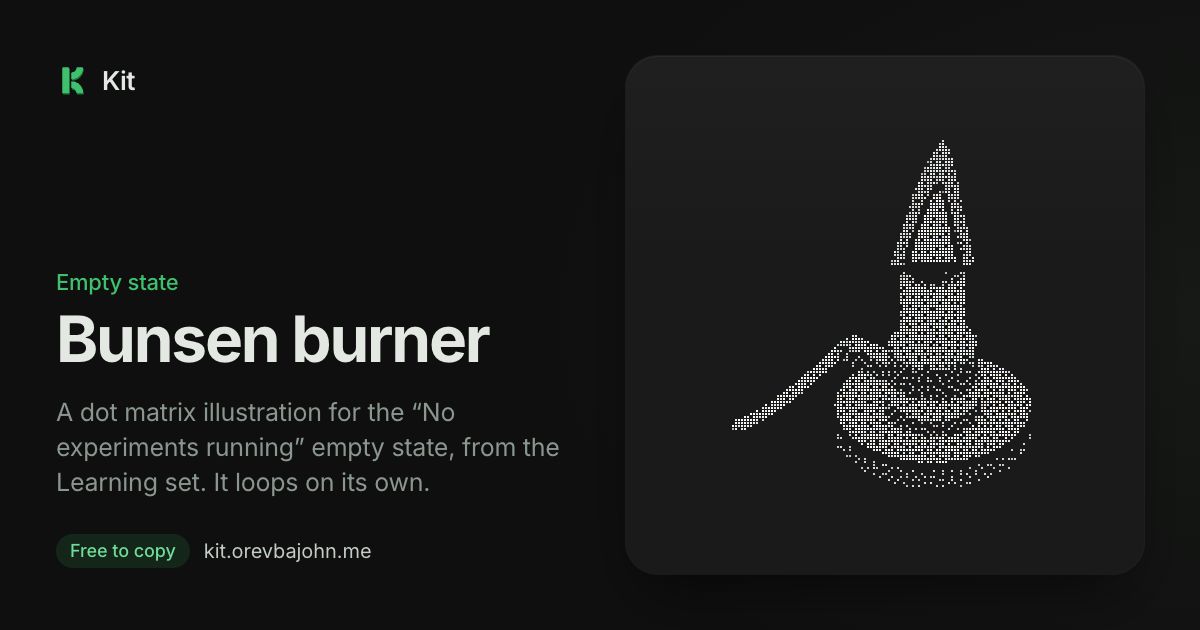 Kit
Empty state
Bunsen burner
A dot matrix illustration for the “No
experiments running” empty state, from the
Learning set. It loops on its own.
Free to copy
kit.orevbajohn.me